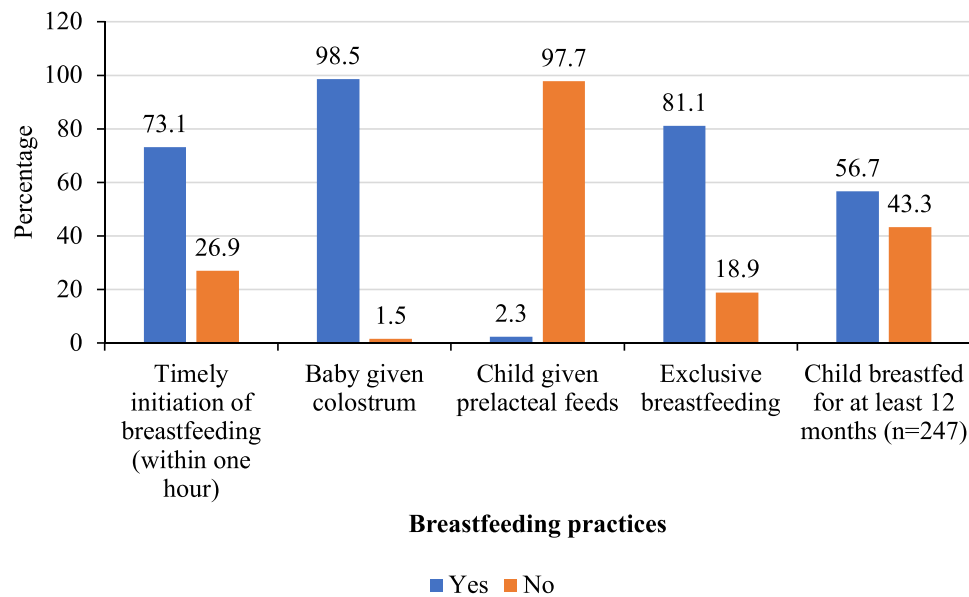 120
100
80
60
40
20
0
Percentage
73.1
26.9
98.5
1.5
2.3
97.7
81.1
18.9
56.7
43.3
Timely
initiation of
breastfeeding
(within one
hour)
Baby given
colostrum
Child given
prelacteal feeds
Exclusive
breastfeeding
Child breastfed
for at least 12
months (n=247)
Breastfeeding practices
Yes No